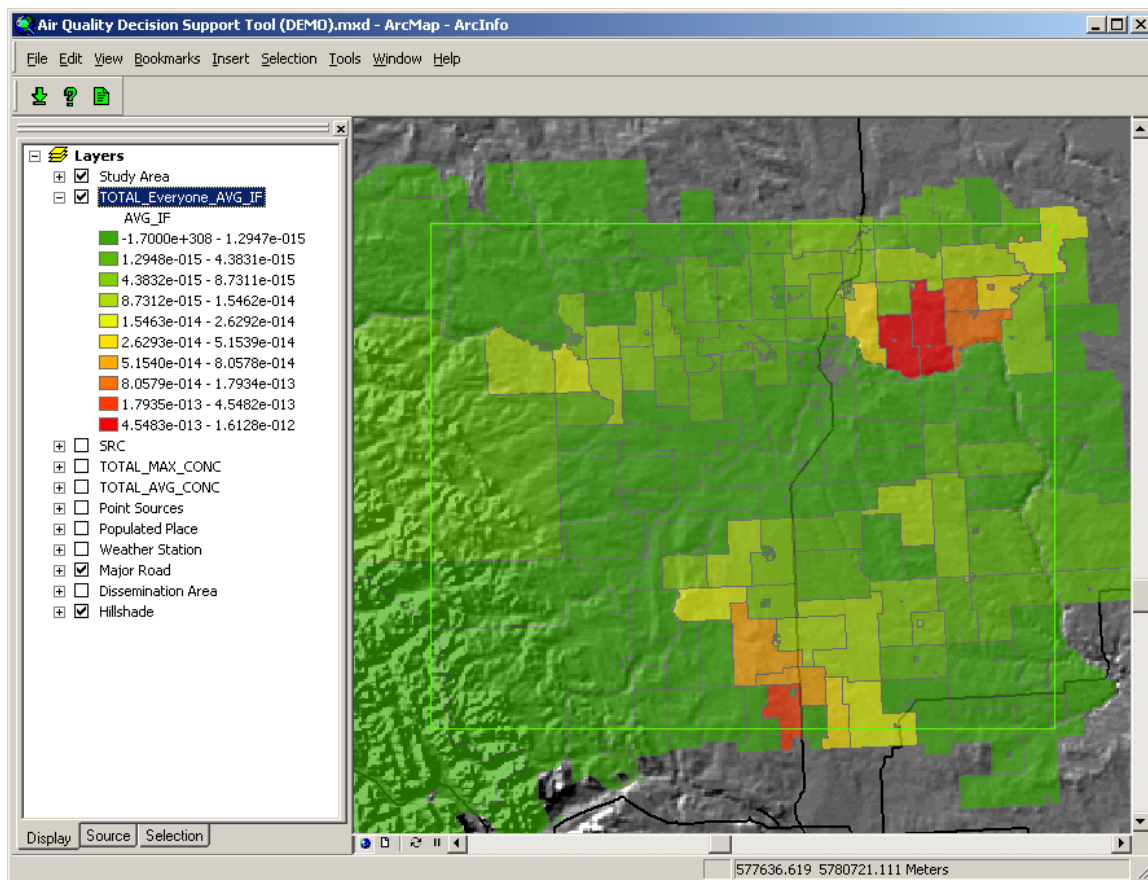 Air Quality Decision Support Tool (DEMO).mxd - ArcMap - ArcInfo
File Edit View Bookmarks Insert Selection Tools Window Help
Layers
Study Area
TOTAL_Everyone_AVG_IF
AVG_IF
-1.7000e+308 - 1.2947e-015
1.2948e-015 - 4.3831e-015
4.3832e-015 - 8.7311e-015
8.7312e-015 - 1.5462e-014
1.5463e-014 - 2.6292e-014
2.6293e-014 - 5.1539e-014
5.1540e-014 - 8.0578e-014
8.0579e-014 - 1.7934e-013
1.7935e-013 - 4.5482e-013
4.5483e-013 - 1.6128e-012
SRC
TOTAL_MAX_CONC
TOTAL_AVG_CONC
Point Sources
Populated Place
Weather Station
Major Road
Dissemination Area
Hillshade
Display Source Selection
577636.619 5780721.111 Meters